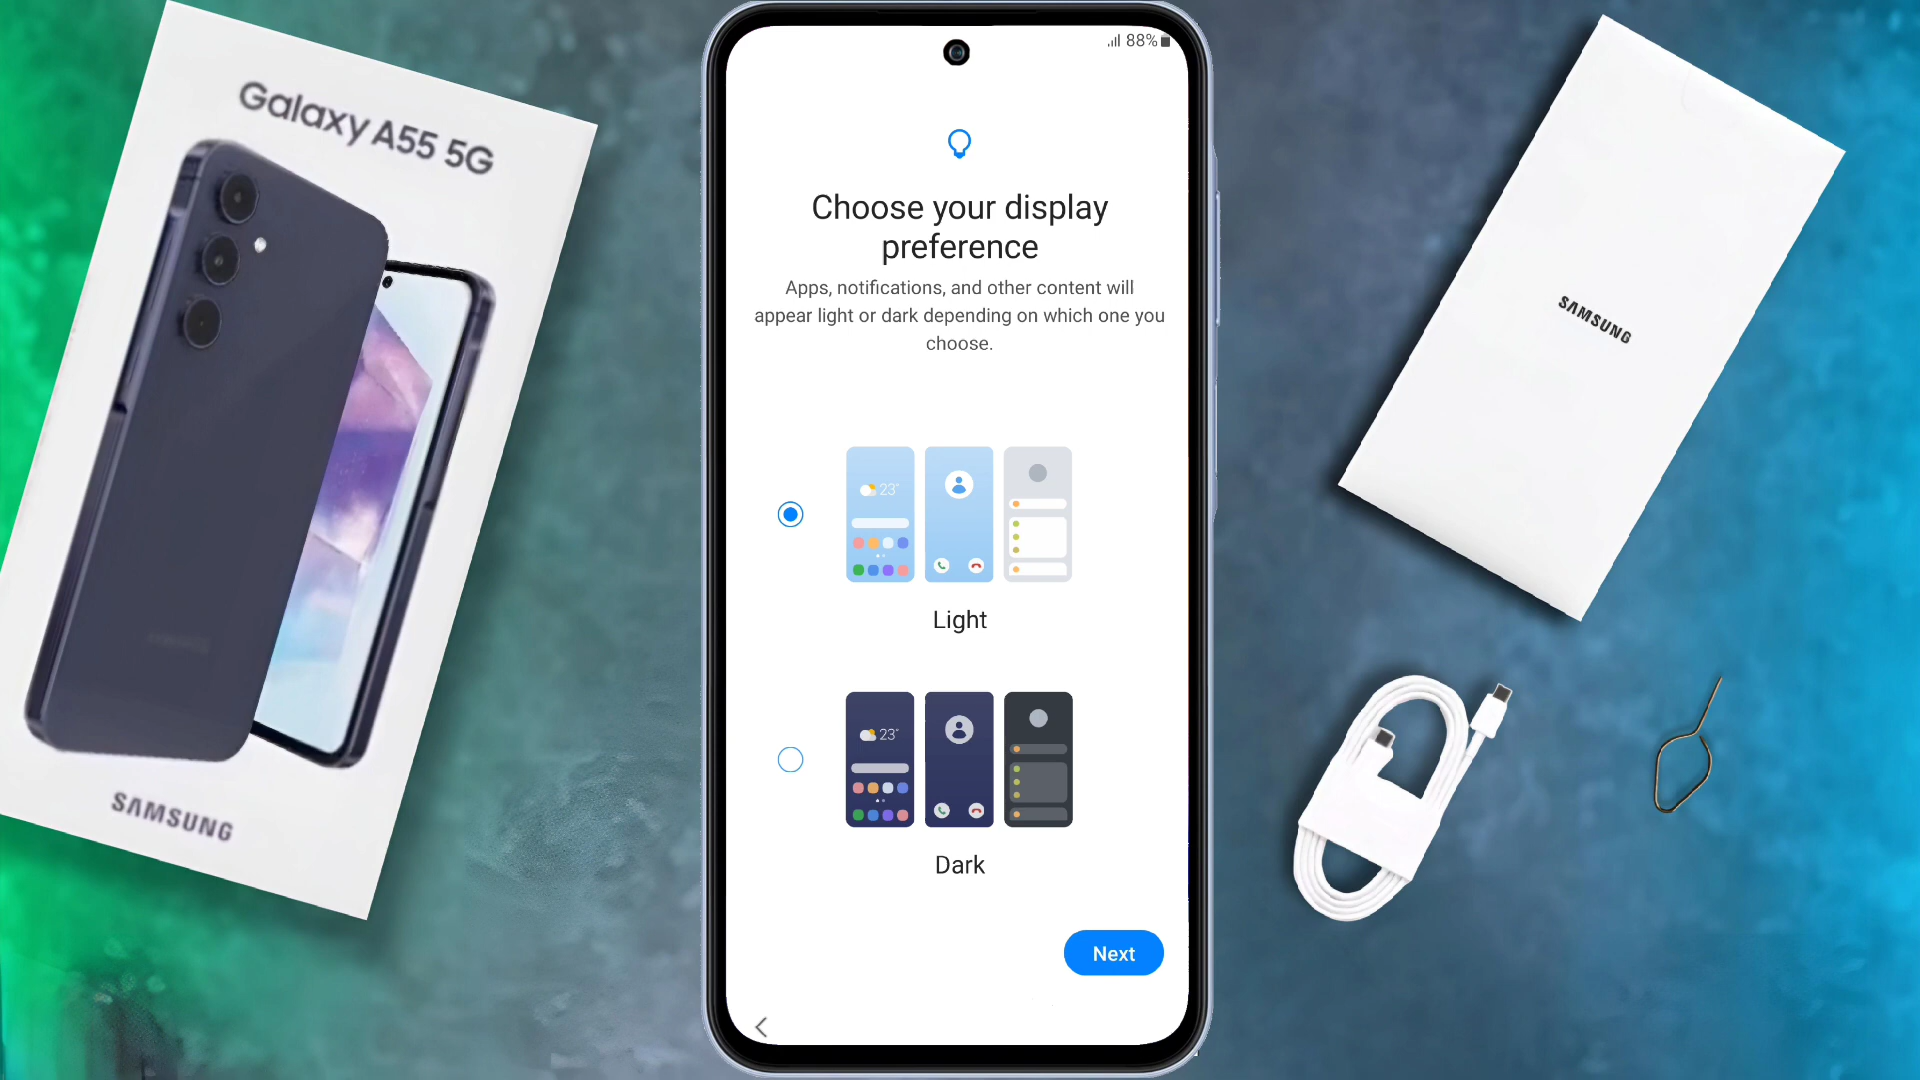 Galaxy A55 5G
SAMSUNG
88%
Choose your display
preference
Apps, notifications, and other content will
appear light or dark depending on which one you
choose.
23°
Light
23°
Dark
Next
SAMSUNG